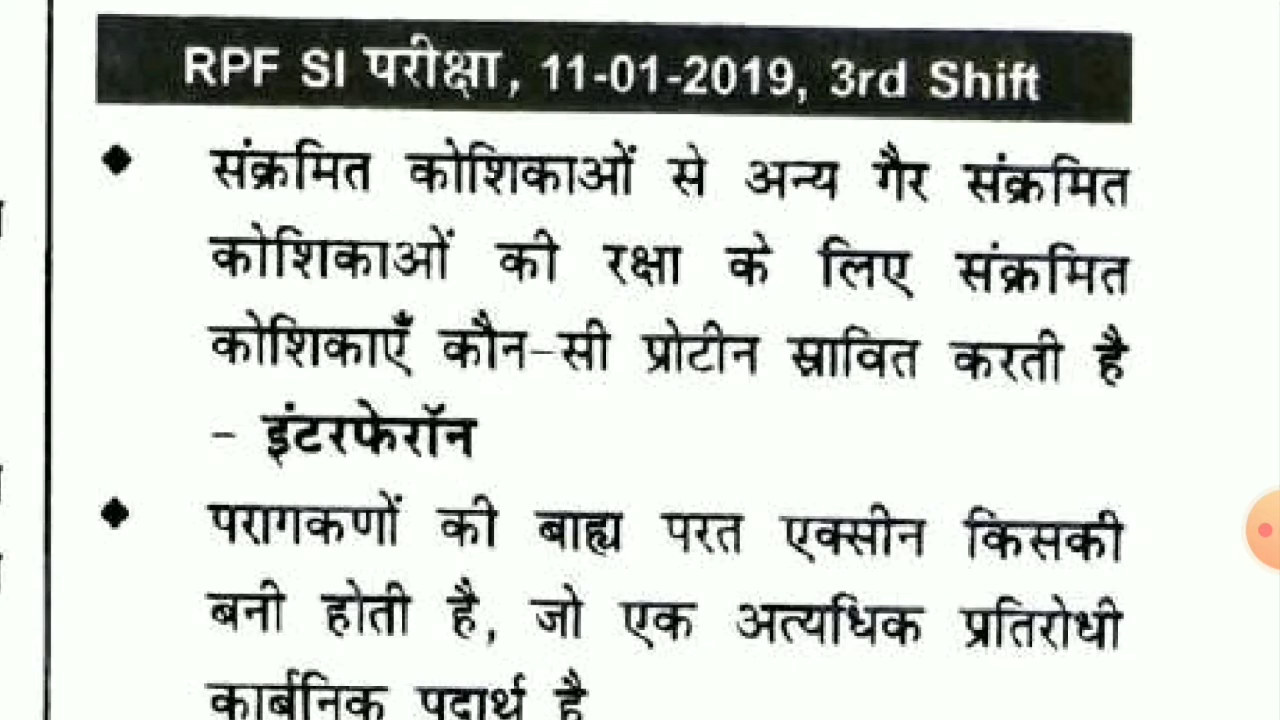 RPF SI परीक्षा, 11-01-2019, 3rd Shift
◆ संक्रमित कोशिकाओं से अन्य गैर संक्रमित
कोशिकाओं की रक्षा के लिए संक्रमित
कोशिकाएँ कौन-सी प्रोटीन स्रावित करती है
- इंटरफेरॉन
◆ परागकणों की बाह्य परत एक्सीन किसकी
बनी होती है, जो एक अत्यधिक प्रतिरोधी
कार्बनिक पदार्थ है